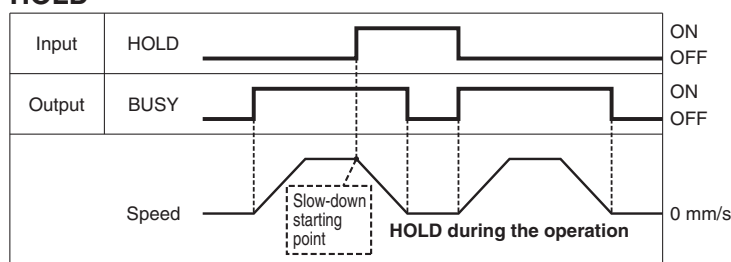 HOLD
Input HOLD ON
OFF
Output BUSY ON
OFF
Speed 0 mm/s
Slow-down
starting
point
HOLD during the operation